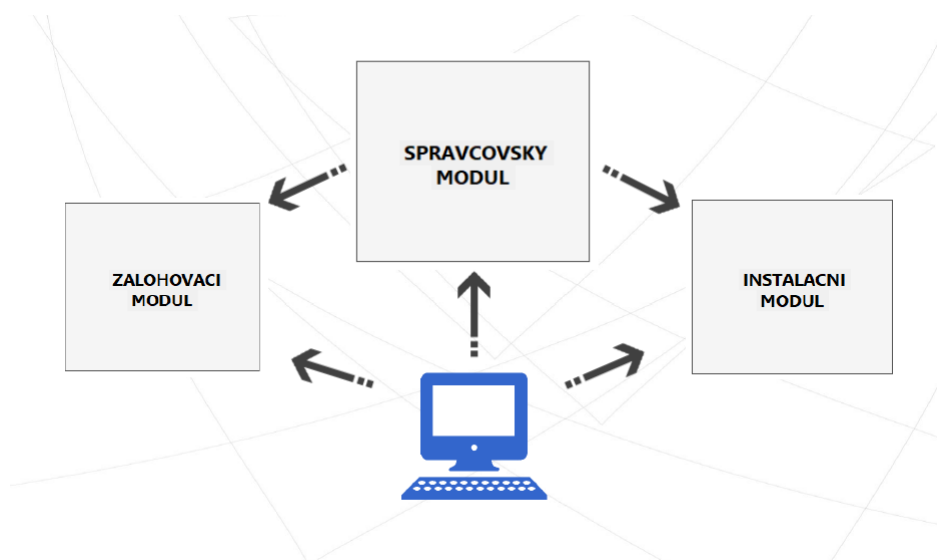 SPRAVCOVSKY
MODUL
ZALOHOVACI
MODUL
INSTALACNI
MODUL